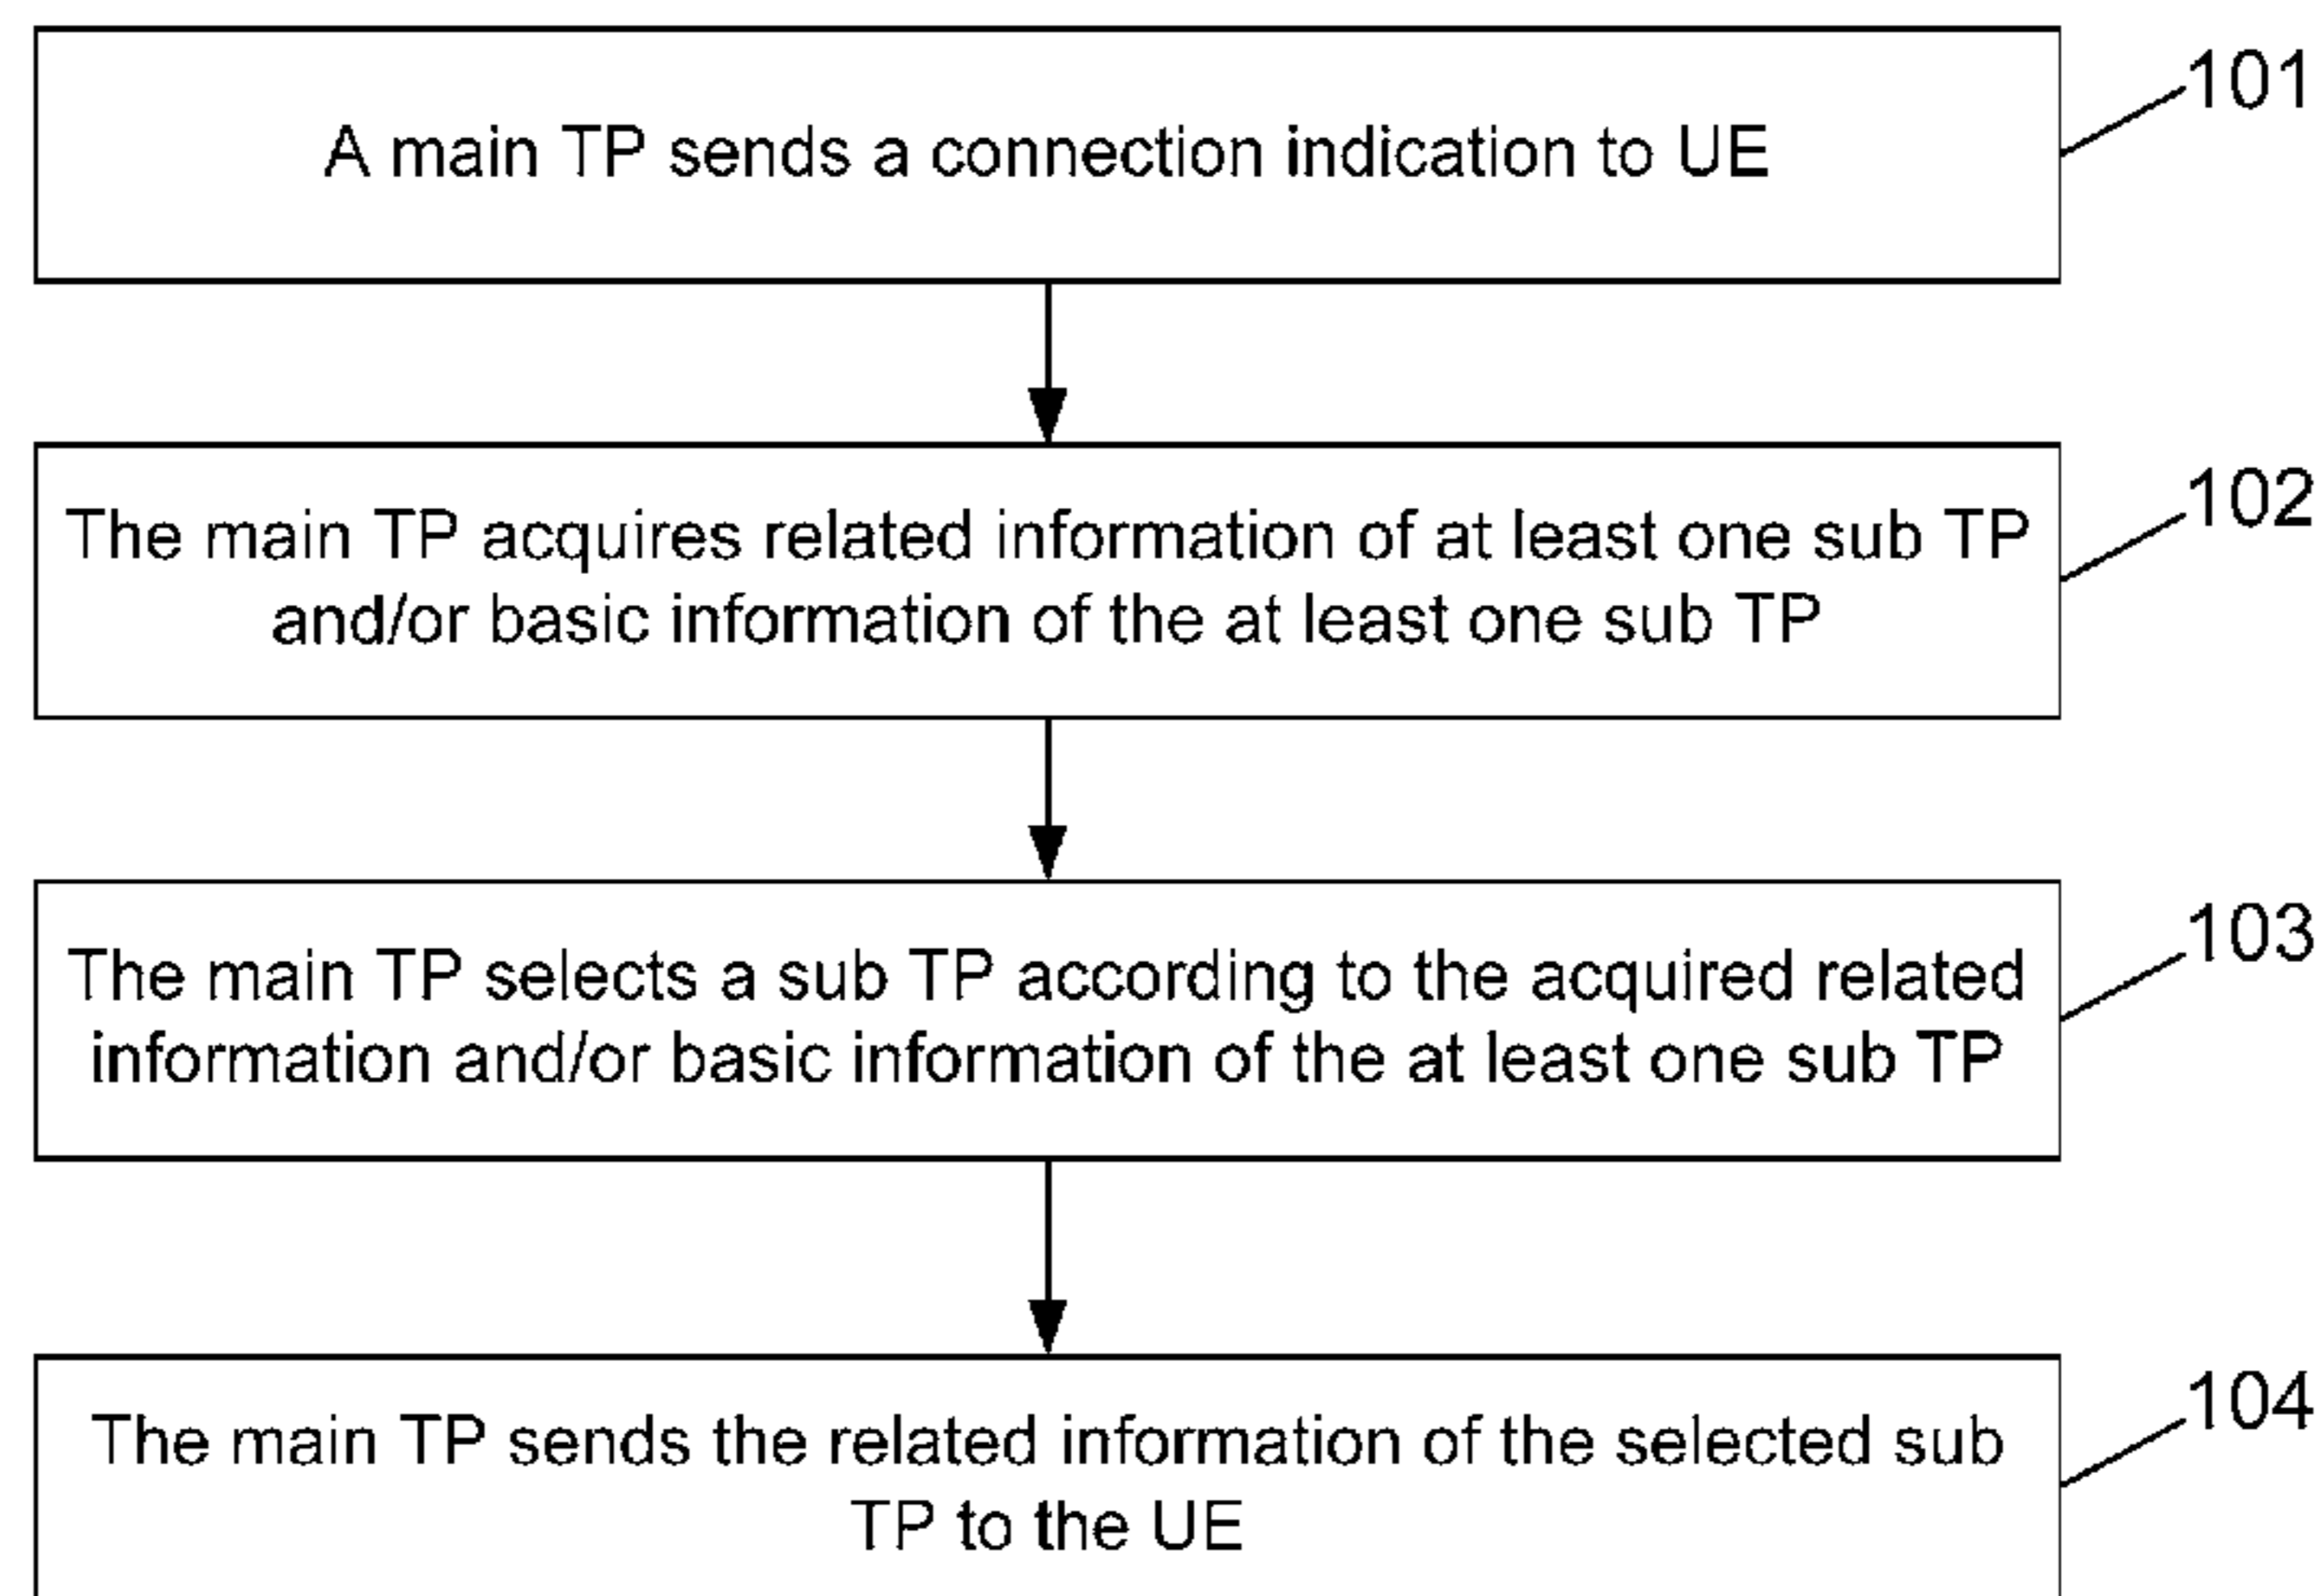 101
A main TP sends a connection indication to UE
102
The main TP acquires related information of at least one sub TP
and/or basic information of the at least one sub TP
103
The main TP selects a sub TP according to the acquired related
information and/or basic information of the at least one sub TP
104
The main TP sends the related information of the selected sub
TP to the UE